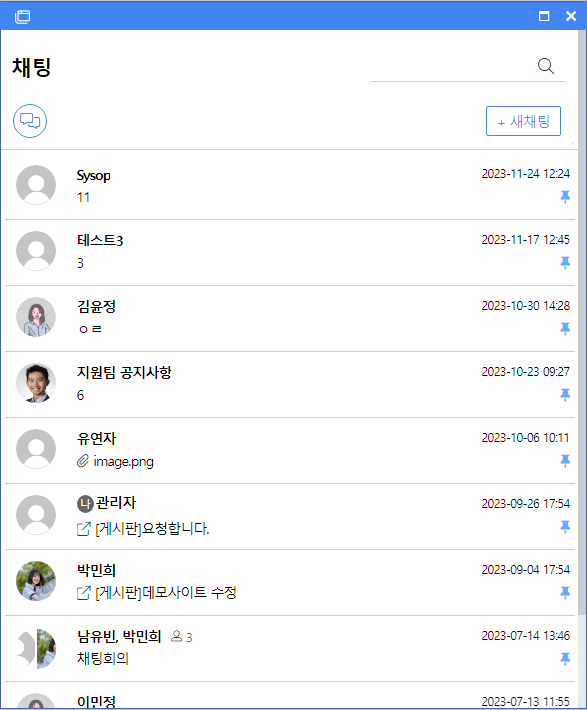 채팅
+ 새채팅
Sysop
2023-11-24 12:24
11
테스트3
2023-11-17 12:45
3
김윤정
2023-10-30 14:28
ㅇㄹ
지원팀 공지사항
2023-10-23 09:27
6
유연자
2023-10-06 10:11
image.png
나 관리자
2023-09-26 17:54
[게시판]요청합니다.
박민희
2023-09-04 17:54
[게시판]데모사이트 수정
남유빈, 박민희 3
2023-07-14 13:46
채팅회의
이민정
2023-07-13 11:55